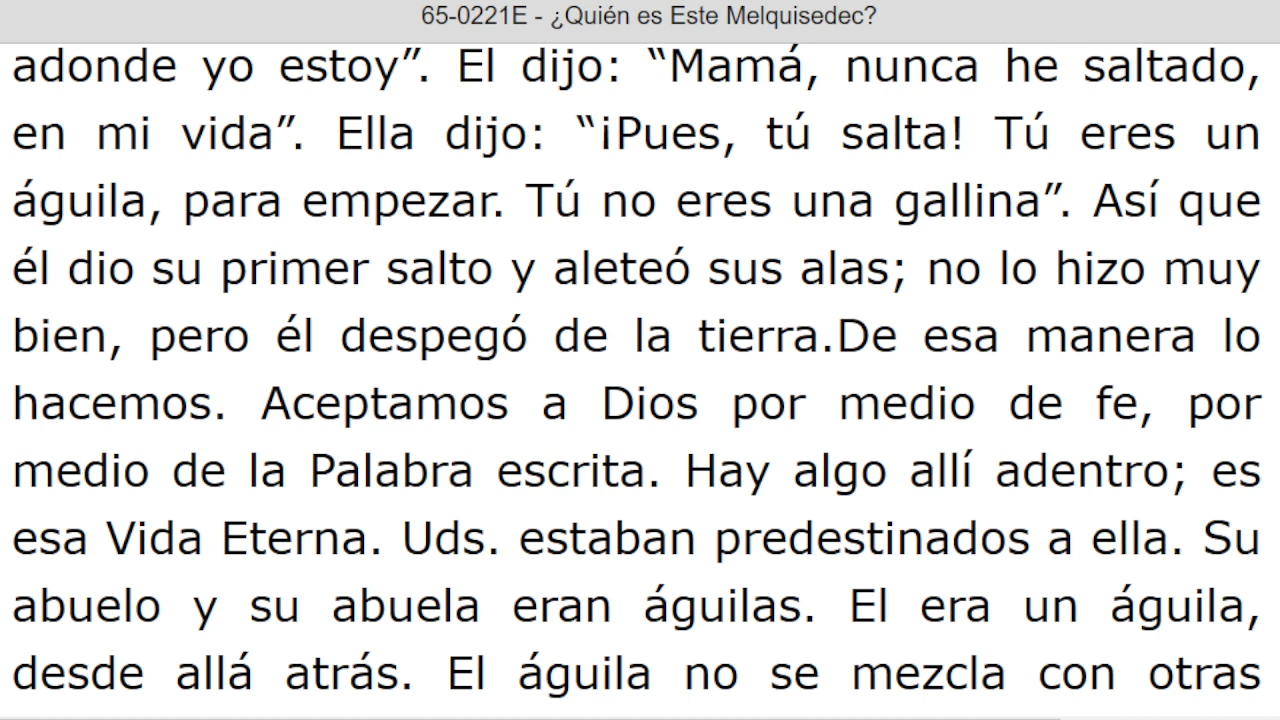 65-0221E - ¿Quién es Este Melquisedec?
adonde yo estoy”. El dijo: “Mamá, nunca he saltado,
en mi vida”. Ella dijo: “¡Pues, tú salta! Tú eres un
águila, para empezar. Tú no eres una gallina”. Así que
él dio su primer salto y aleteó sus alas; no lo hizo muy
bien, pero él despegó de la tierra.De esa manera lo
hacemos. Aceptamos a Dios por medio de fe, por
medio de la Palabra escrita. Hay algo allí adentro; es
esa Vida Eterna. Uds. estaban predestinados a ella. Su
abuelo y su abuela eran águilas. El era un águila,
desde allá atrás. El águila no se mezcla con otras